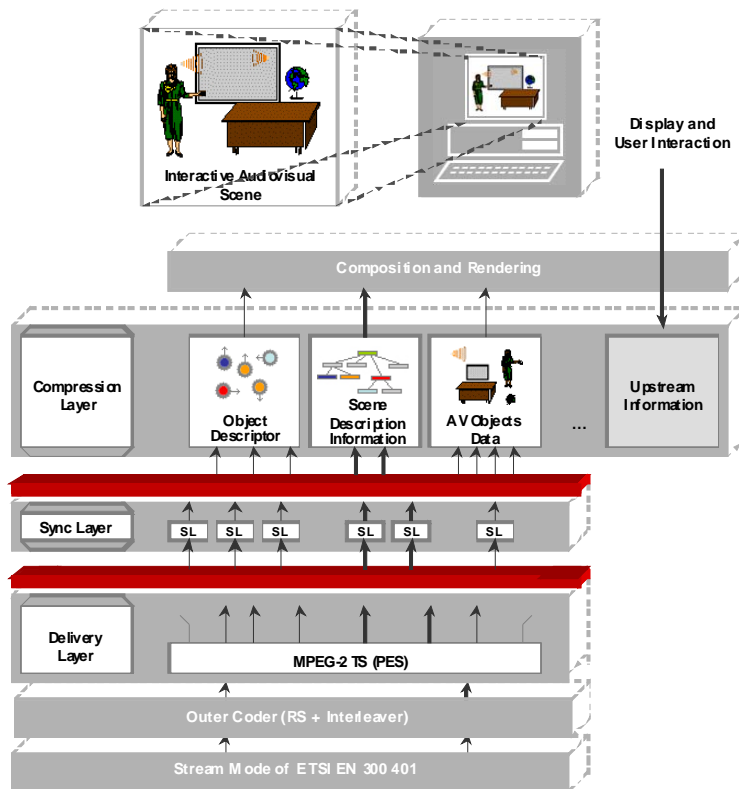 Interactive Audiovisual
Scene
Display and
User Interaction
Composition and Rendering
Compression
Layer
Object
Descriptor
Scene
Description
Information
AV Objects
Data
...
Upstream
Information
Sync Layer
SL
SL
SL
SL
SL
SL
Delivery
Layer
MPEG-2 TS (PES)
Outer Coder (RS + Interleaver)
Stream Mode of ETSI EN 300 401